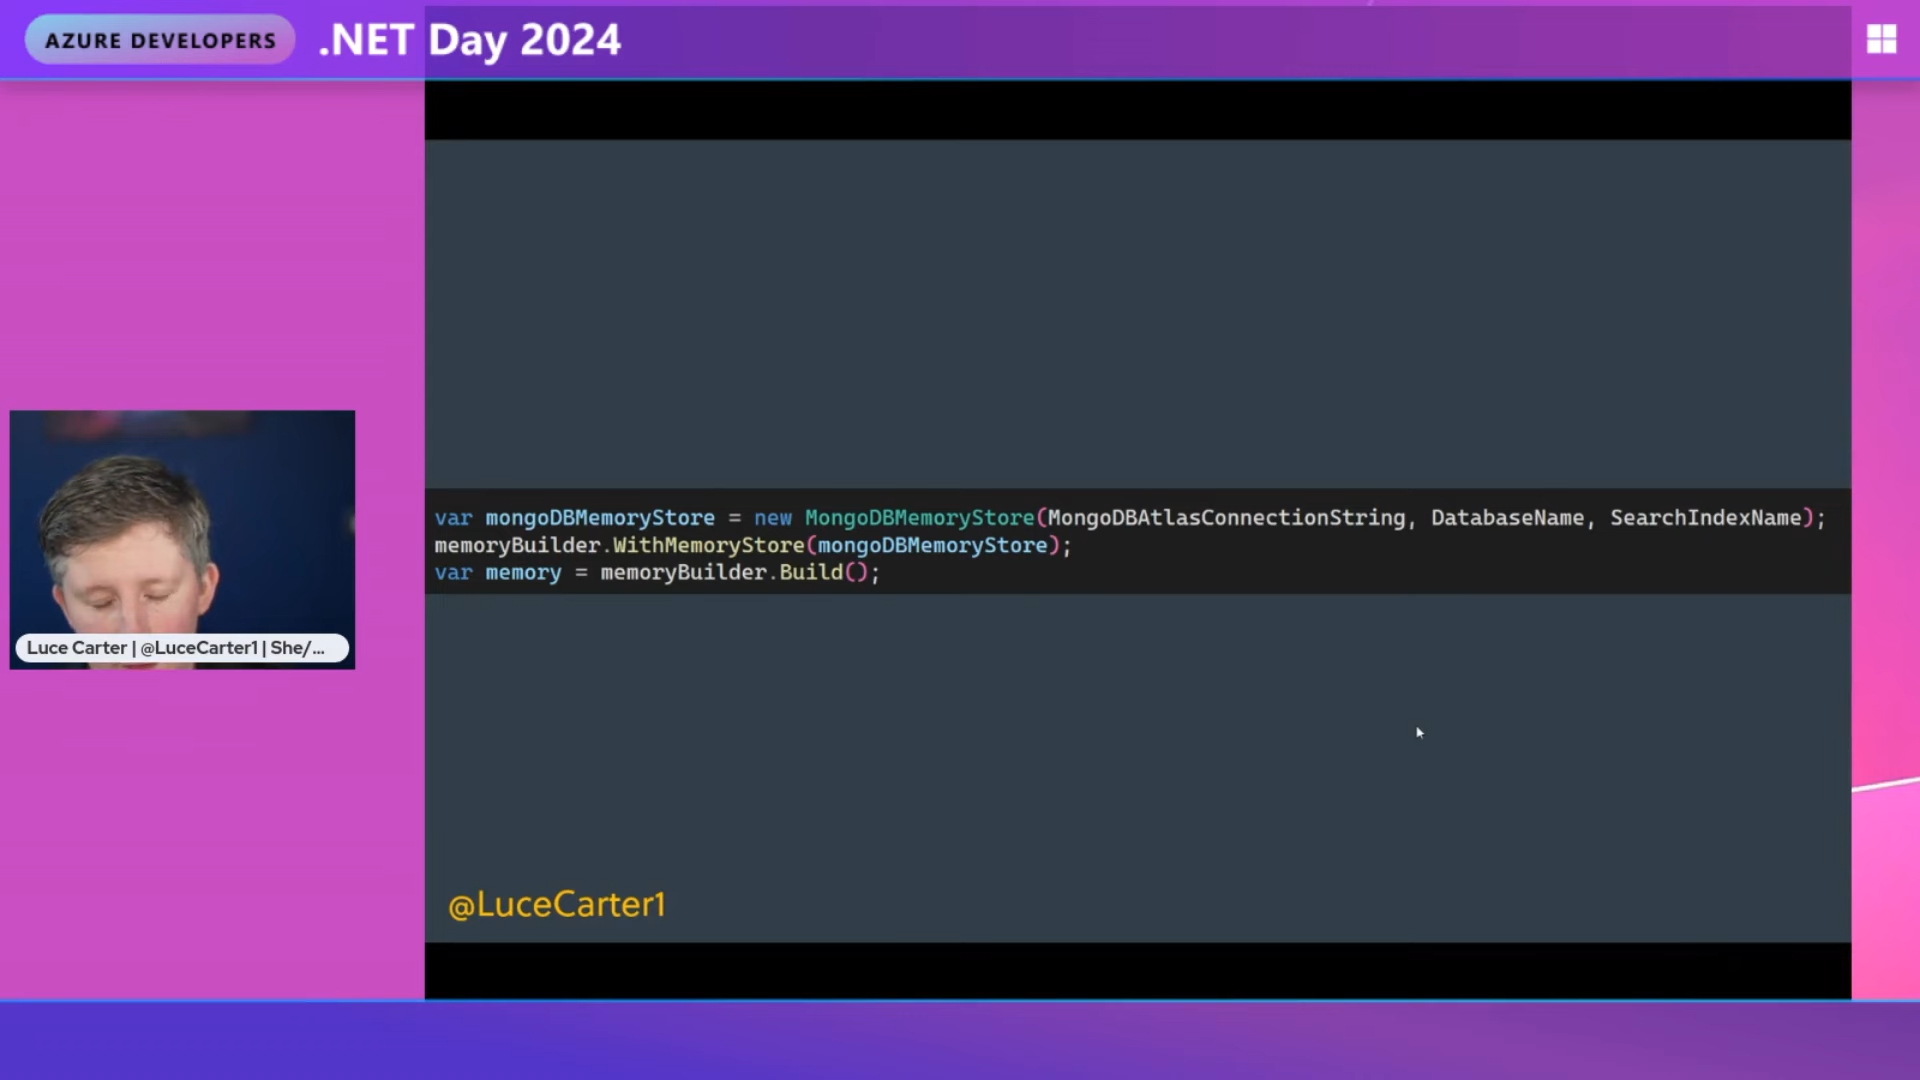 AZURE DEVELOPERS
.NET Day 2024
var mongoDBMemoryStore = new MongoDBMemoryStore(MongoDBAtlasConnectionString, DatabaseName, SearchIndexName);
memoryBuilder.WithMemoryStore(mongoDBMemoryStore);
var memory = memoryBuilder.Build();
Luce Carter | @LuceCarter1 | She/...
@LuceCarter1